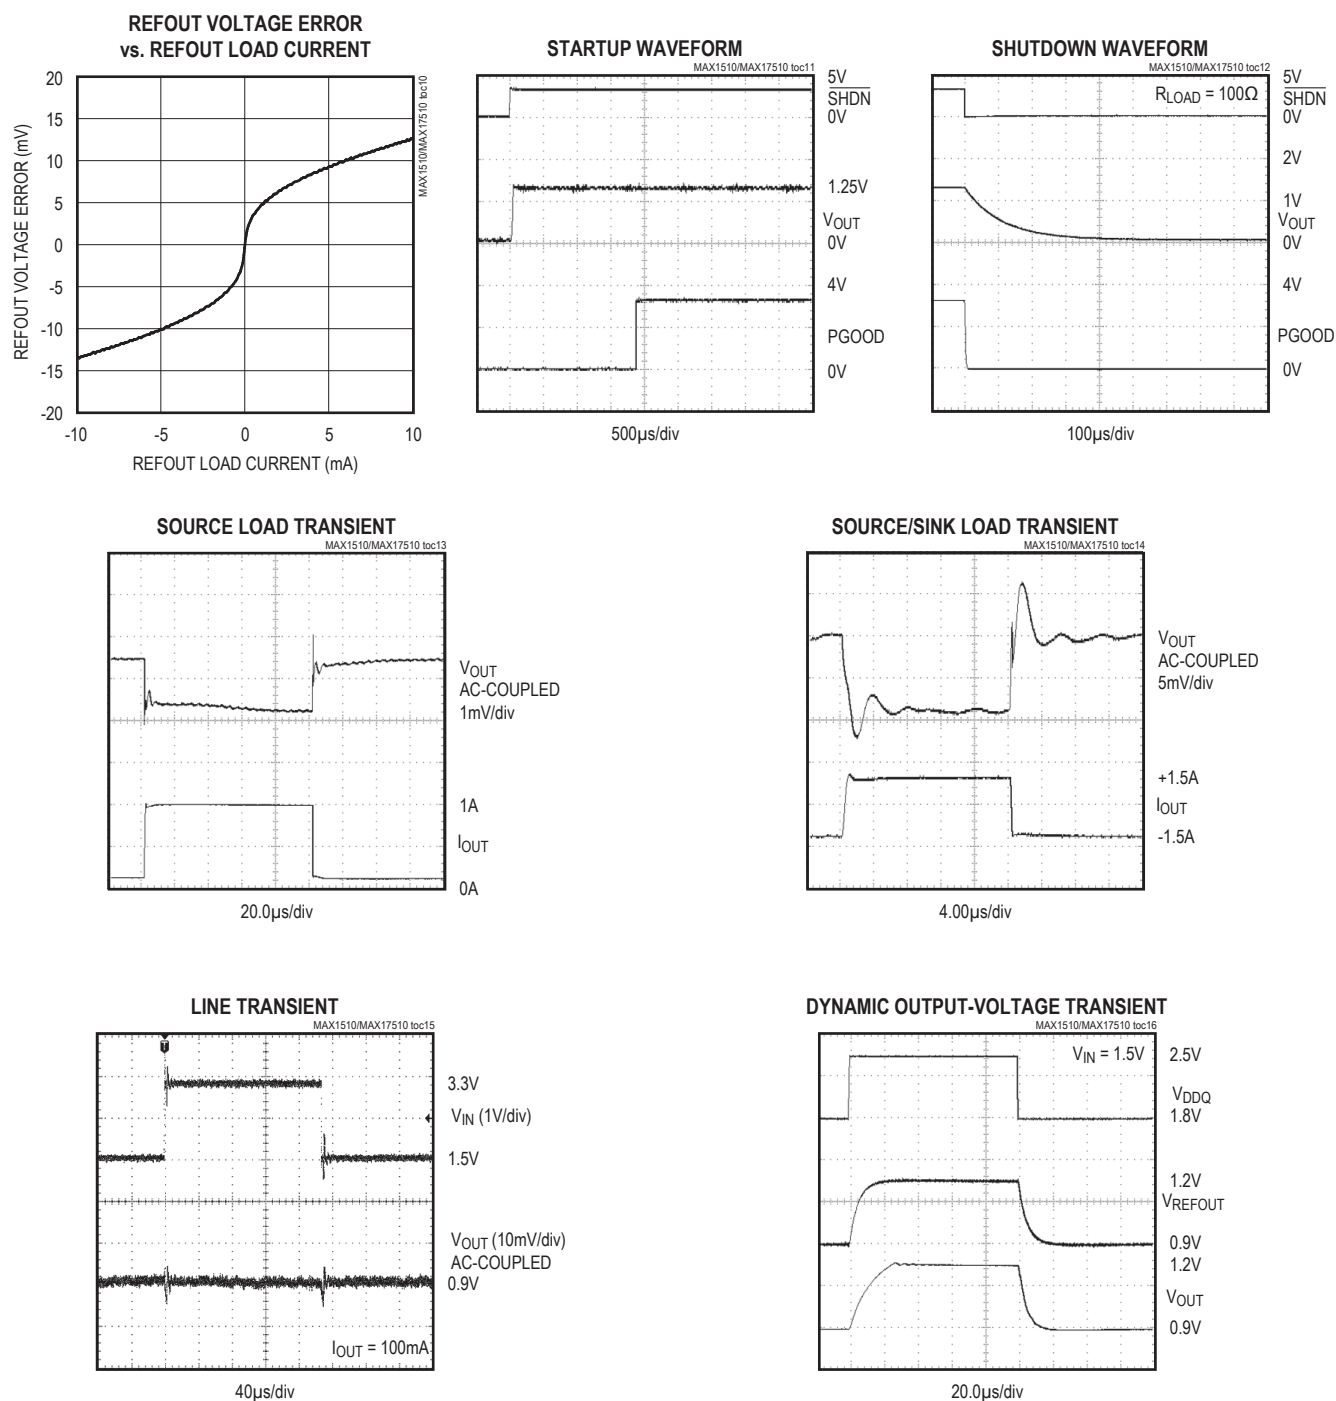 REFOUT VOLTAGE ERROR
vs. REFOUT LOAD CURRENT
MAX1510/MAX17510 toc10
20
15
10
5
0
-5
-10
-15
-20
REFOUT VOLTAGE ERROR (mV)
-10
-5
0
5
10
REFOUT LOAD CURRENT (mA)
STARTUP WAVEFORM
MAX1510/MAX17510 toc11
5V
SHDN
0V
1.25V
VOUT
0V
4V
PGOOD
0V
500µs/div
SHUTDOWN WAVEFORM
MAX1510/MAX17510 toc12
RLOAD = 100Ω
5V
SHDN
0V
2V
1V
VOUT
0V
4V
PGOOD
0V
100µs/div
SOURCE LOAD TRANSIENT
MAX1510/MAX17510 toc13
VOUT
AC-COUPLED
1mV/div
1A
IOUT
0A
20.0µs/div
SOURCE/SINK LOAD TRANSIENT
MAX1510/MAX17510 toc14
VOUT
AC-COUPLED
5mV/div
+1.5A
IOUT
-1.5A
4.00µs/div
LINE TRANSIENT
MAX1510/MAX17510 toc15
T
3.3V
VIN (1V/div)
1.5V
VOUT (10mV/div)
AC-COUPLED
0.9V
IOUT = 100mA
40µs/div
DYNAMIC OUTPUT-VOLTAGE TRANSIENT
MAX1510/MAX17510 toc16
VIN = 1.5V
2.5V
VDDQ
1.8V
1.2V
VREFOUT
0.9V
1.2V
VOUT
0.9V
20.0µs/div